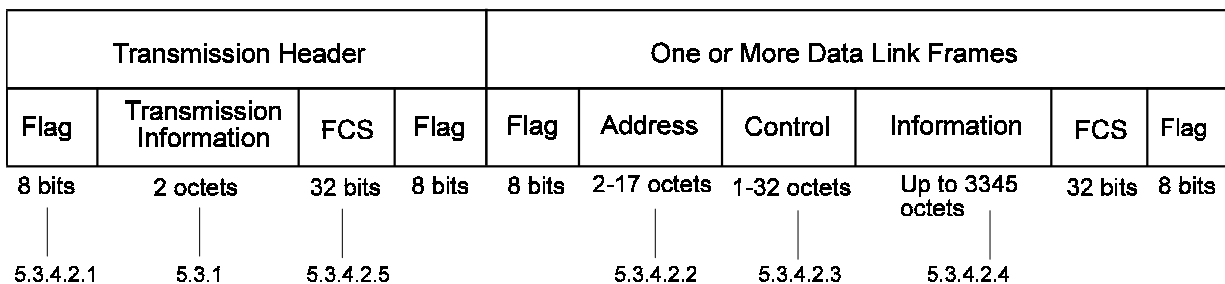 Transmission Header One or More Data Link Frames
Flag Transmission Information FCS Flag Flag Address Control Information FCS Flag
8 bits 2 octets 32 bits 8 bits 8 bits 2-17 octets 1-32 octets Up to 3345 octets 32 bits 8 bits
5.3.4.2.1 5.3.1 5.3.4.2.5 5.3.4.2.2 5.3.4.2.3 5.3.4.2.4